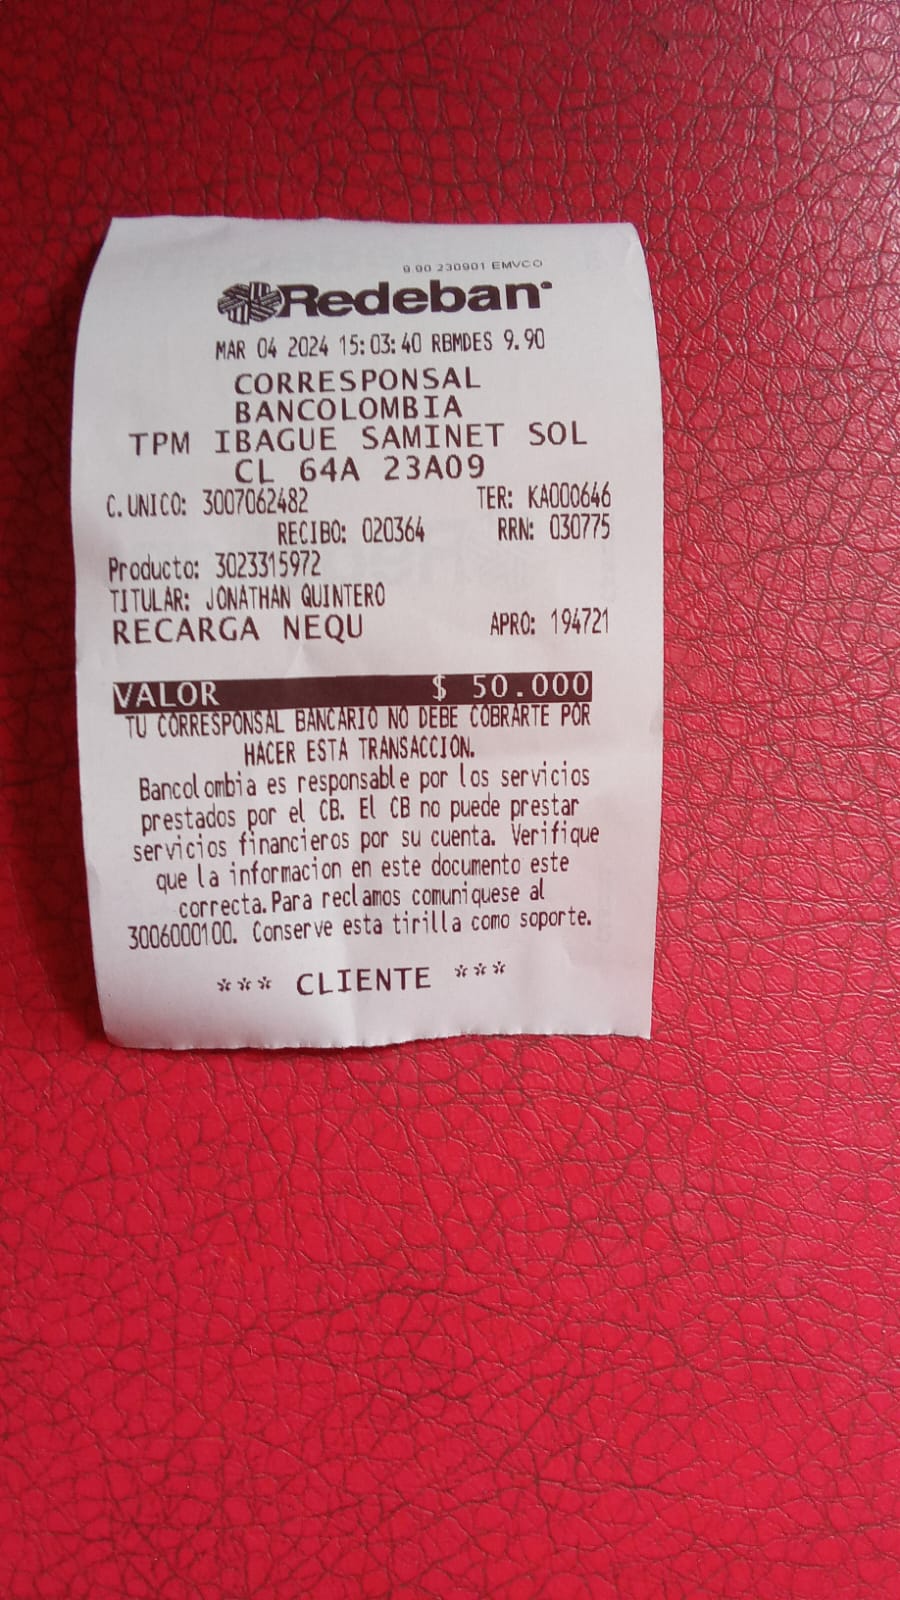 9.90 230901 EMVCO
Redeban
MAR 04 2024 15:03:40 RBMDES 9.90
CORRESPONSAL
BANCOLOMBIA
TPM IBAGUE SAMINET SOL
CL 64A 23A09
C.UNICO: 3007062482 TER: KA000646
RECIBO: 020364 RRN: 030775
Producto: 3023315972
TITULAR: JONATHAN QUINTERO
RECARGA NEQU APRO: 194721
VALOR $ 50.000
TU CORRESPONSAL BANCARIO NO DEBE COBRARTE POR
HACER ESTA TRANSACCION.
Bancolombia es responsable por los servicios
prestados por el CB. El CB no puede prestar
servicios financieros por su cuenta. Verifique
que la informacion en este documento este
correcta.Para reclamos comuniquese al
3006000100. Conserve esta tirilla como soporte.
*** CLIENTE ***